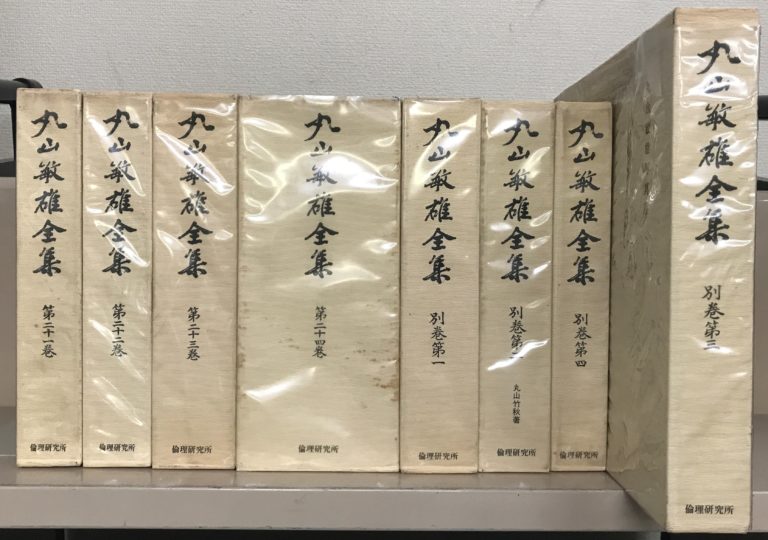 丸山敏雄全集
第二十一巻
倫理研究所
丸山敏雄全集
第二十二巻
倫理研究所
丸山敏雄全集
第二十三巻
倫理研究所
丸山敏雄全集
第二十四巻
倫理研究所
丸山敏雄全集
別巻第一
倫理研究所
丸山敏雄全集
別巻第二
丸山竹秋著
倫理研究所
丸山敏雄全集
別巻第四
倫理研究所
丸山敏雄全集
別巻第三
倫理研究所